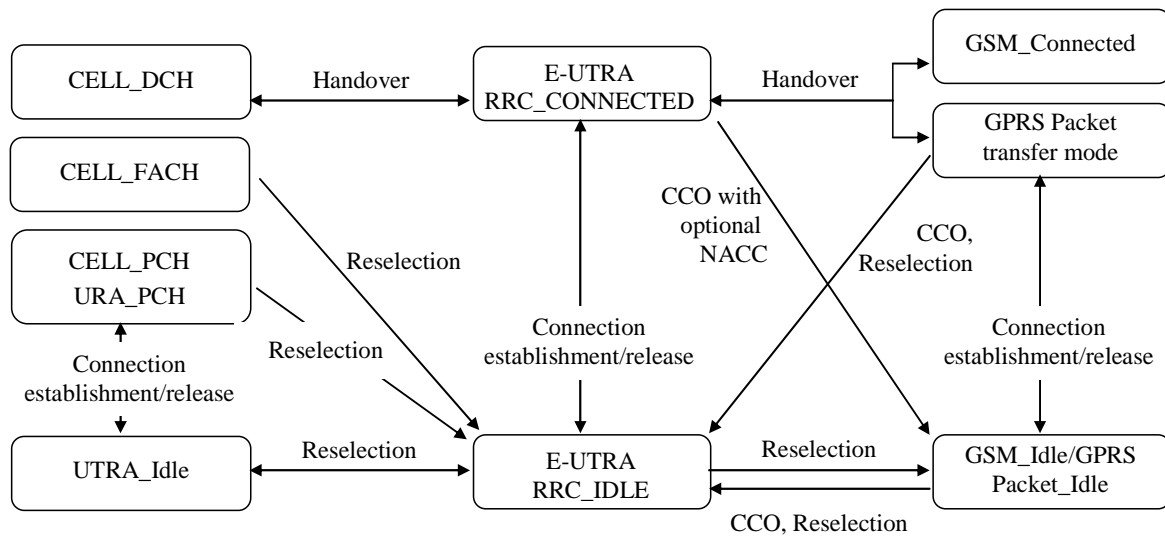 GSM_Connected
CELL_DCH
Handover
E-UTRA
RRC_CONNECTED
Handover
GPRS Packet
transfer mode
CELL_FACH
CCO with
optional
NACC
CCO,
Reselection
CELL_PCH
URA_PCH
Reselection
Reselection
Connection
establishment/release
Connection
establishment/release
Connection
establishment/release
UTRA_Idle
Reselection
E-UTRA
RRC_IDLE
Reselection
GSM_Idle/GPRS
Packet_Idle
CCO, Reselection